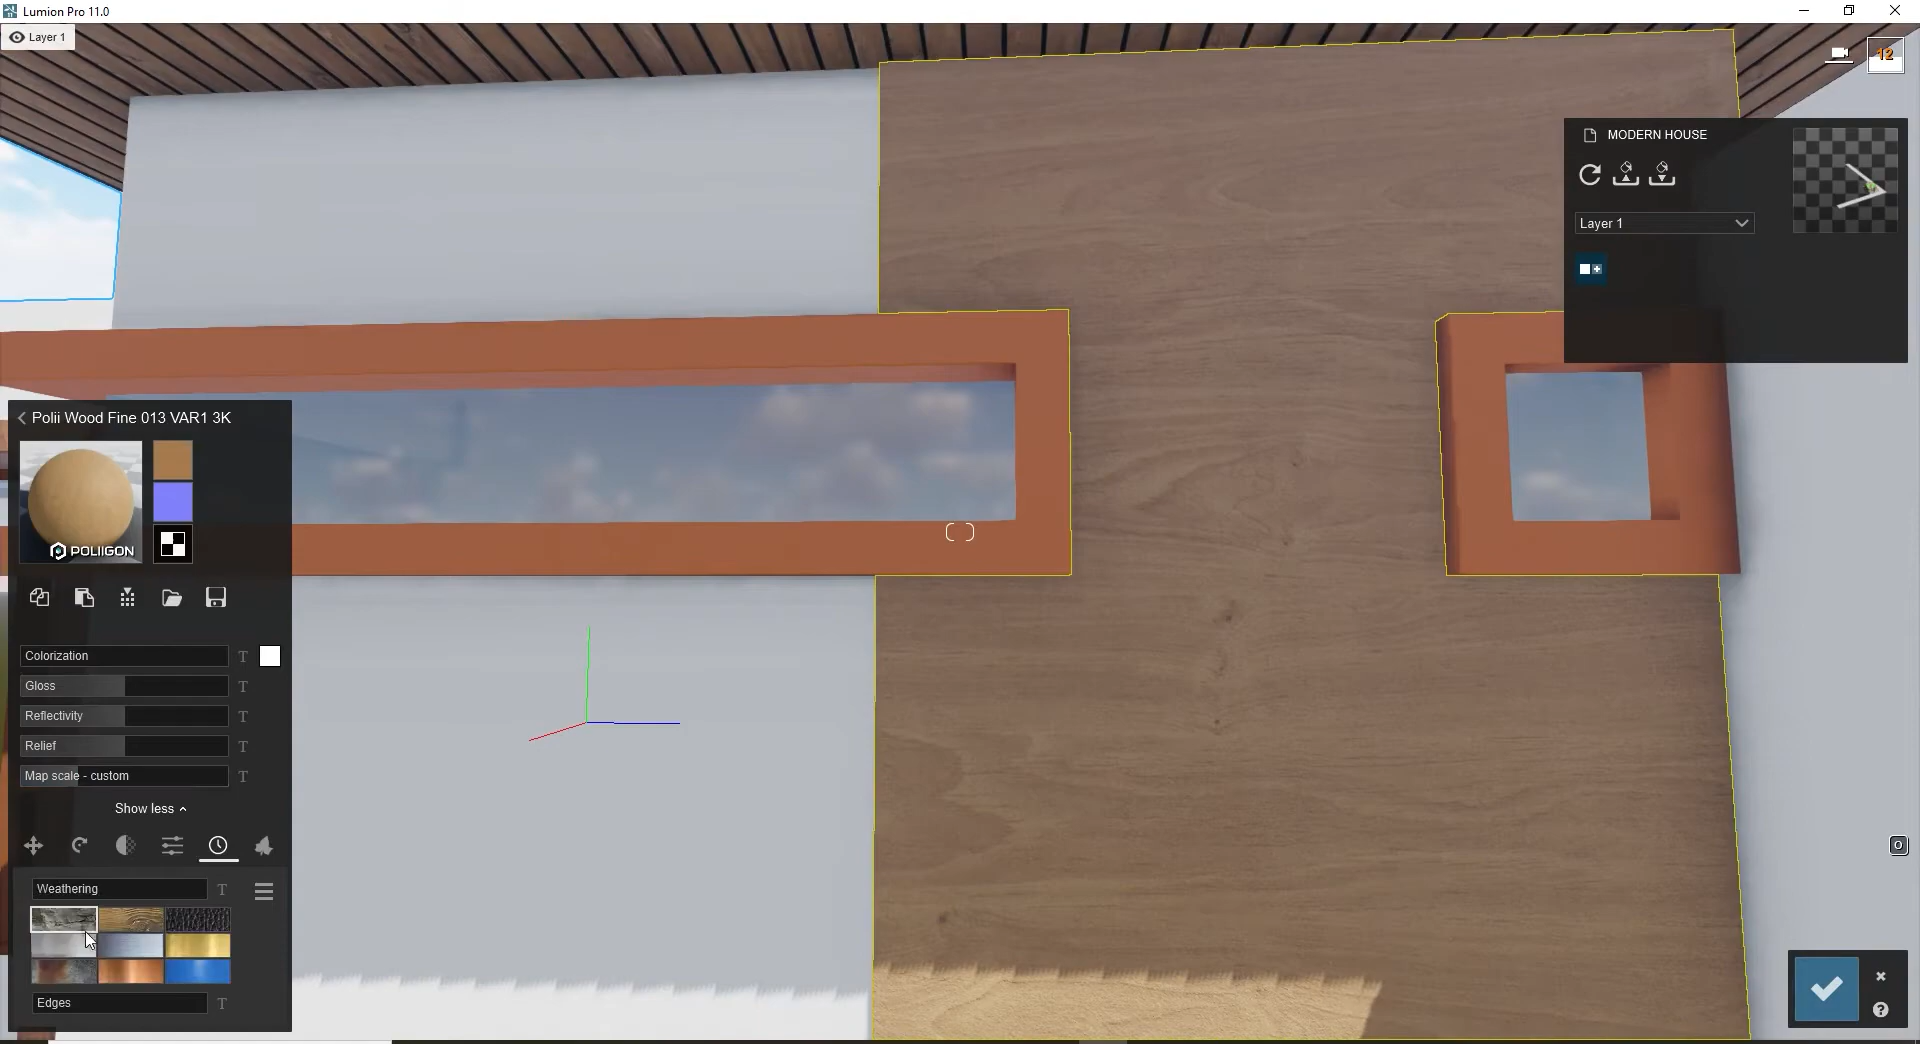 Lumion Pro 11.0
Layer 1
12
MODERN HOUSE
Layer 1
Polii Wood Fine 013 VAR1 3K
POLIIGON
Colorization
T
Gloss
T
Reflectivity
T
Relief
T
Map scale - custom
T
Show less
Weathering
T
Edges
T
O
?